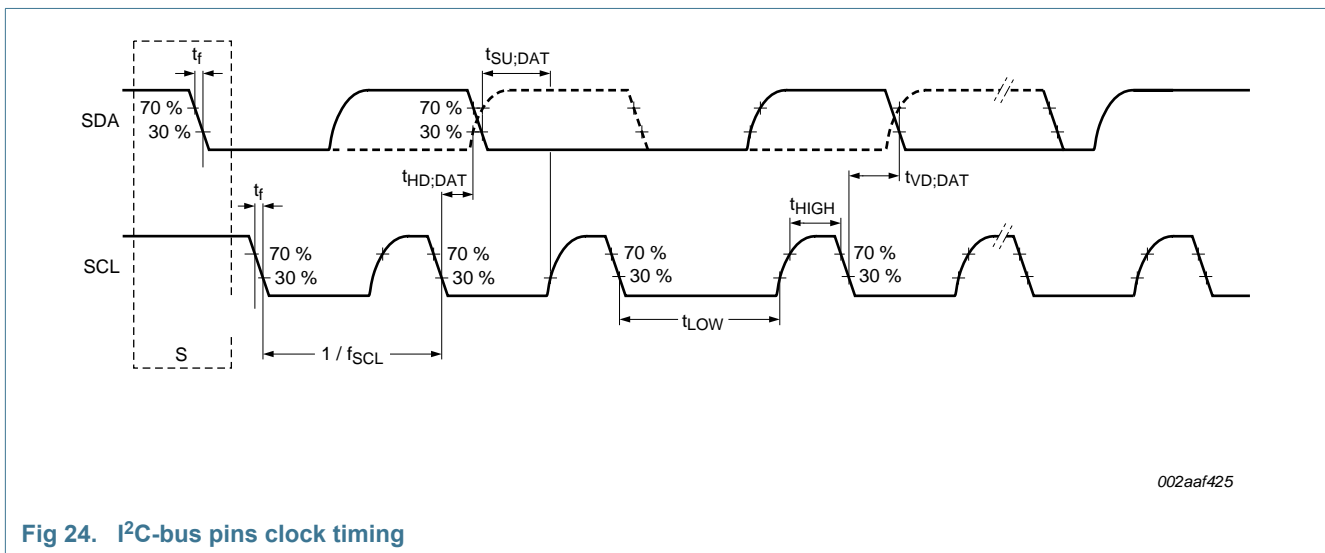 tf
tSU;DAT
70 %
30 %
70 %
30 %
SDA
tHD;DAT
tVD;DAT
tf
tHIGH
70 %
30 %
70 %
30 %
70 %
30 %
70 %
30 %
SCL
tLOW
S
1 / fSCL
002aaf425
Fig 24. I²C-bus pins clock timing